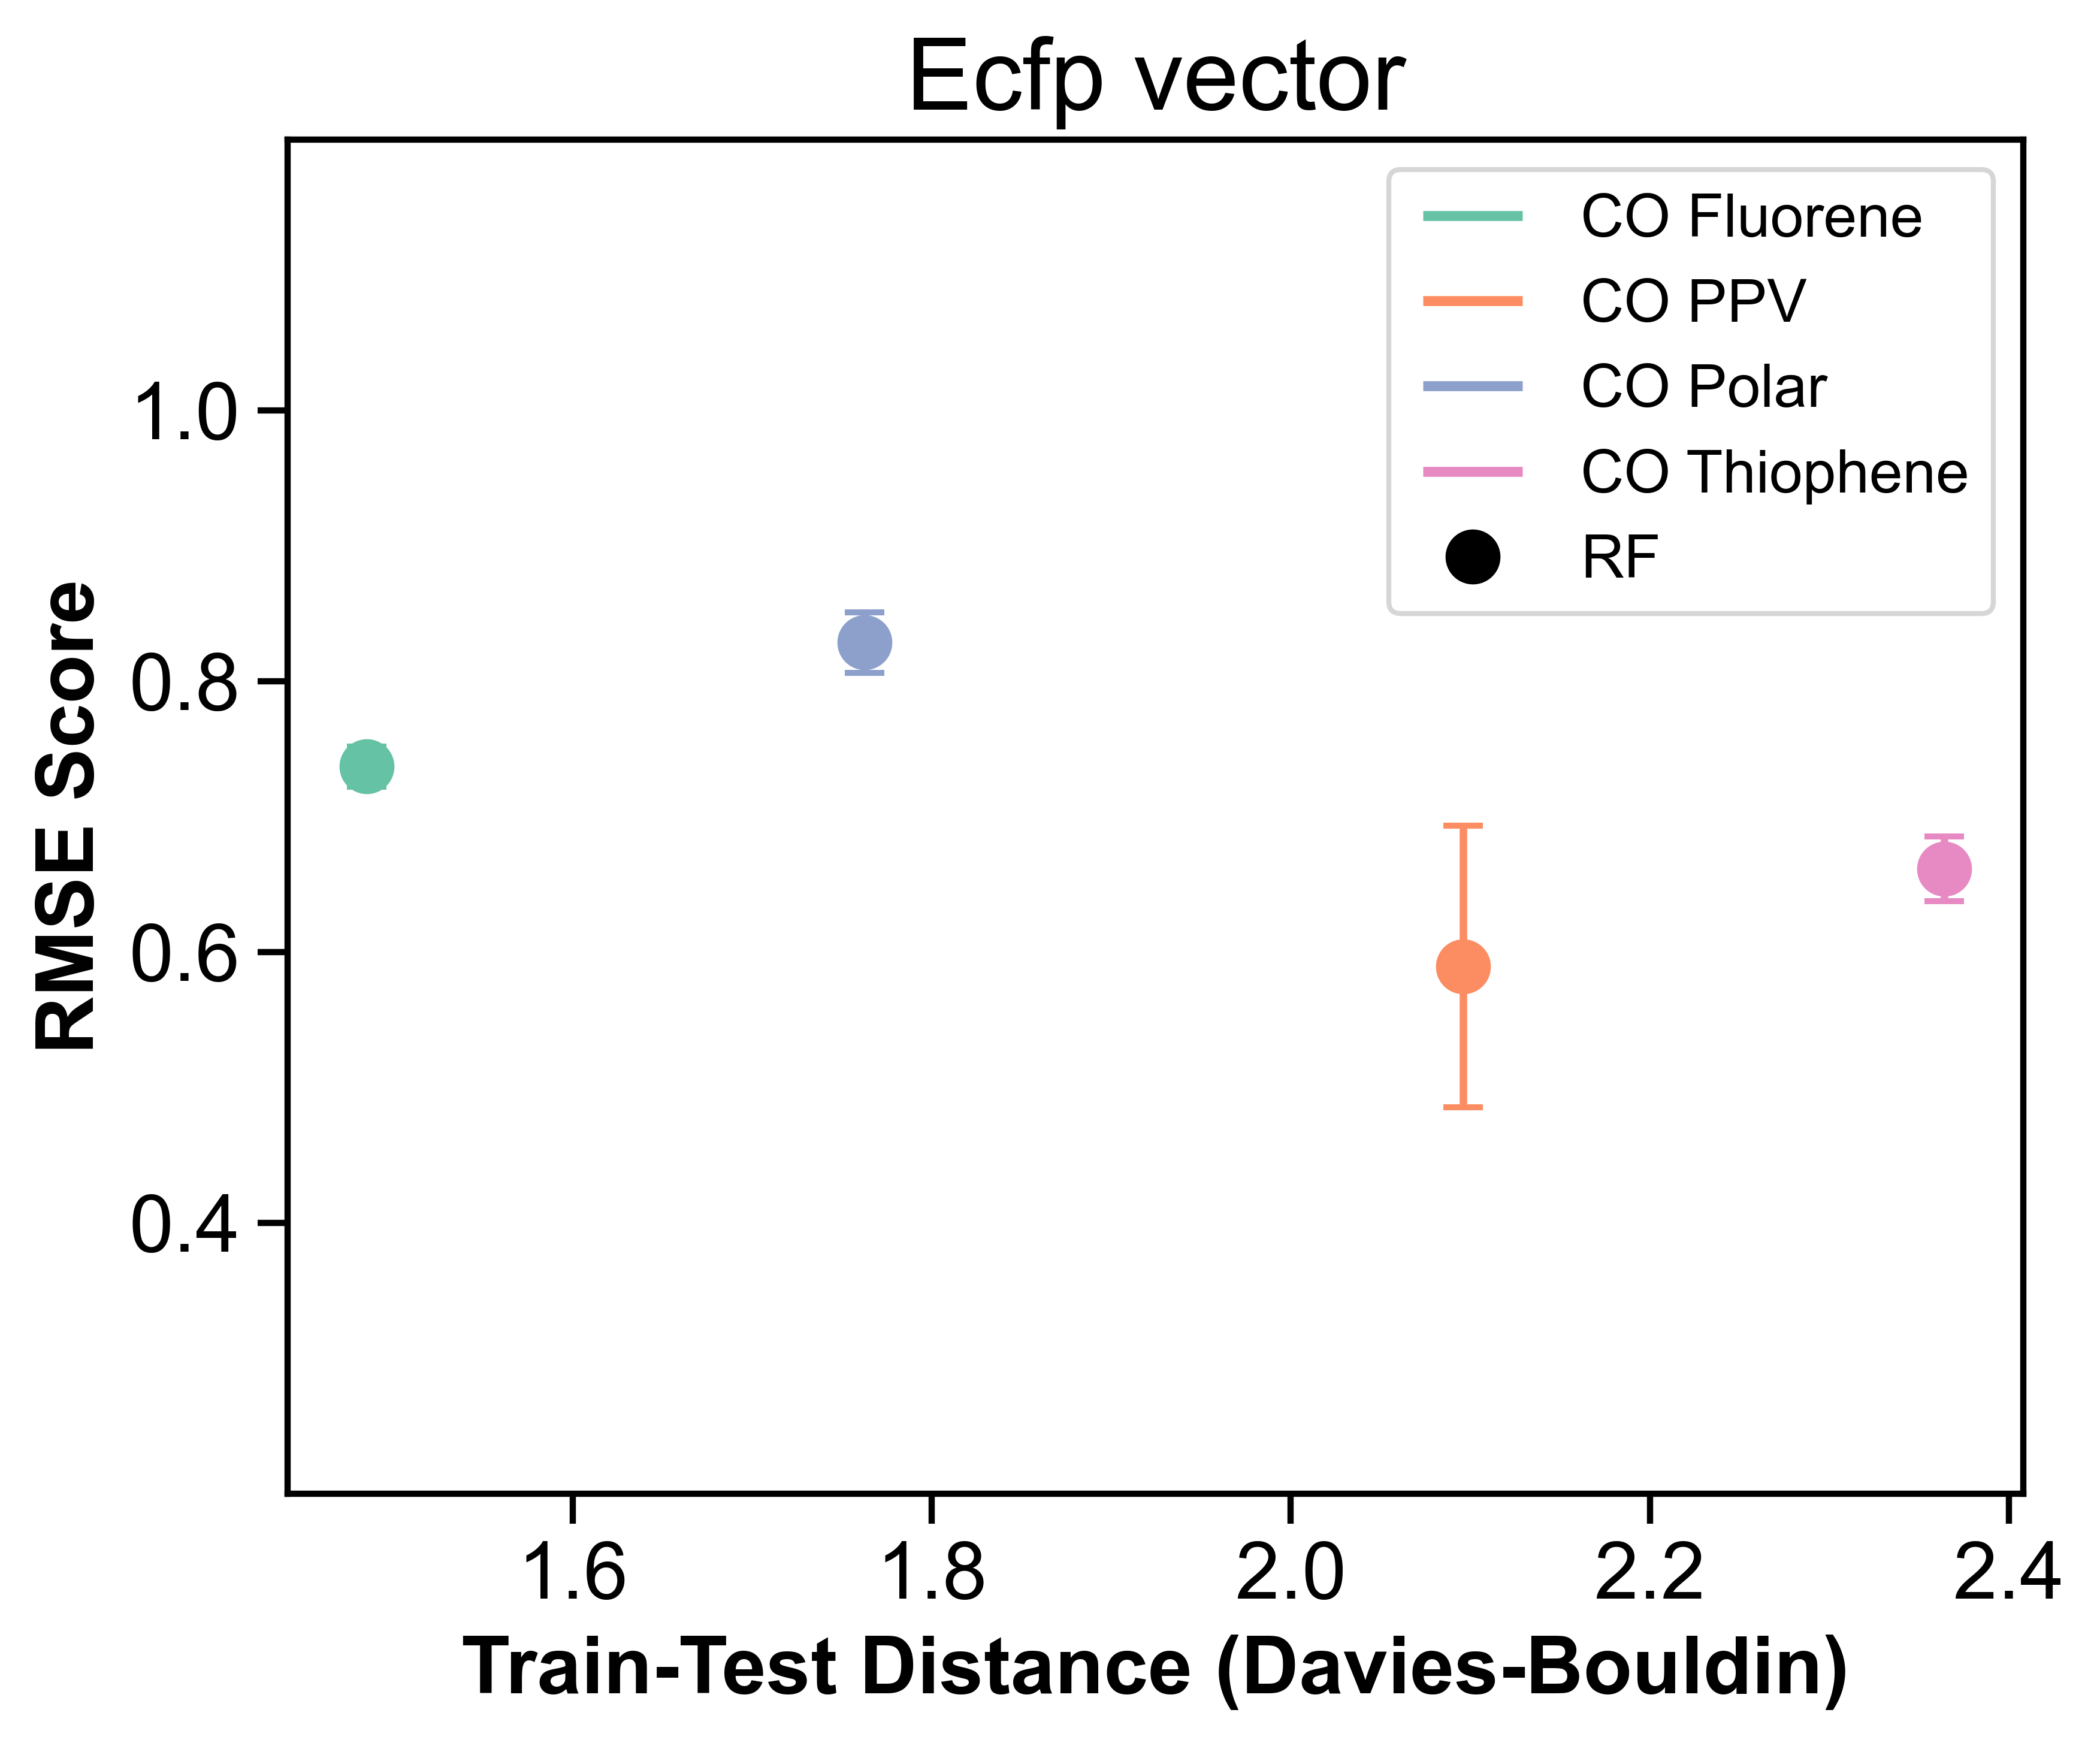 Ecfp vector
CO Fluorene
CO PPV
CO Polar
CO Thiophene
RF
RMSE Score
1.0
0.8
0.6
0.4
1.6
1.8
2.0
2.2
2.4
Train-Test Distance (Davies-Bouldin)